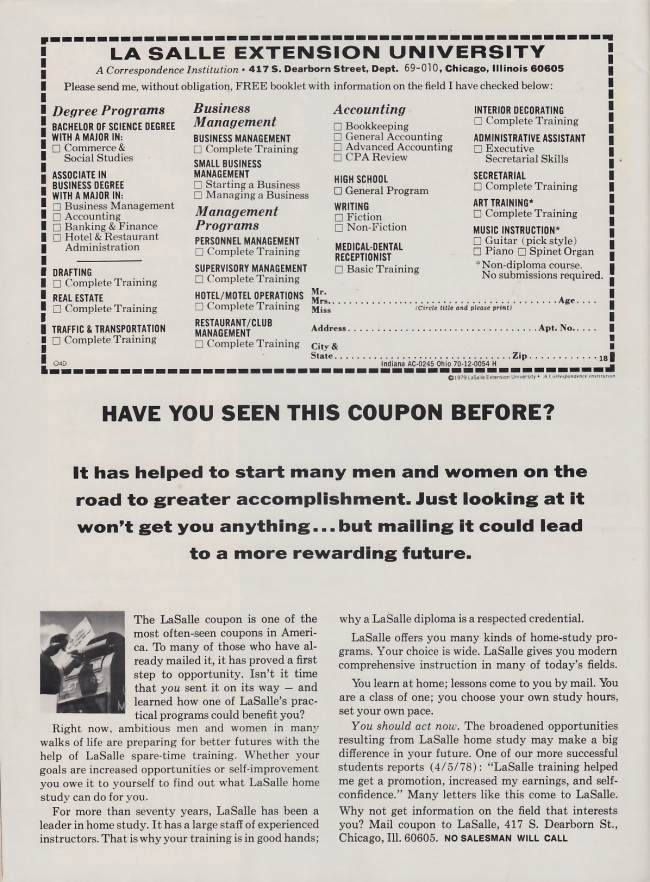 LA SALLE EXTENSION UNIVERSITY
A Correspondence Institution • 417 S. Dearborn Street, Dept. 69-010, Chicago, Illinois 60605
Please send me, without obligation, FREE booklet with information on the field I have checked below:
Degree Programs
BACHELOR OF SCIENCE DEGREE
WITH A MAJOR IN:
□ Commerce &
Social Studies
ASSOCIATE IN
BUSINESS DEGREE
WITH A MAJOR IN:
□ Business Management
□ Accounting
□ Banking & Finance
□ Hotel & Restaurant
Administration
DRAFTING
□ Complete Training
REAL ESTATE
□ Complete Training
TRAFFIC & TRANSPORTATION
□ Complete Training
Business
Management
BUSINESS MANAGEMENT
□ Complete Training
SMALL BUSINESS
MANAGEMENT
□ Starting a Business
□ Managing a Business
Management
Programs
PERSONNEL MANAGEMENT
□ Complete Training
SUPERVISORY MANAGEMENT
□ Complete Training
HOTEL/MOTEL OPERATIONS
□ Complete Training
RESTAURANT/CLUB
MANAGEMENT
□ Complete Training
Accounting
□ Bookkeeping
□ General Accounting
□ Advanced Accounting
□ CPA Review
HIGH SCHOOL
□ General Program
WRITING
□ Fiction
□ Non-Fiction
MEDICAL-DENTAL
RECEPTIONIST
□ Basic Training
INTERIOR DECORATING
□ Complete Training
ADMINISTRATIVE ASSISTANT
□ Executive
Secretarial Skills
SECRETARIAL
□ Complete Training
ART TRAINING*
□ Complete Training
MUSIC INSTRUCTION*
□ Guitar (pick style)
□ Piano □ Spinet Organ
*Non-diploma course.
No submissions required.
Mr.
Mrs. Age
Miss (Circle title and please print)
Address Apt. No.
City &
State Zip 18
Indiana AC-0245 Ohio 70-12-0054 H
©1979 LaSalle Extension University • A Correspondence Institution
HAVE YOU SEEN THIS COUPON BEFORE?
It has helped to start many men and women on the
road to greater accomplishment. Just looking at it
won't get you anything...but mailing it could lead
to a more rewarding future.
The LaSalle coupon is one of the
most often-seen coupons in Ameri-
ca. To many of those who have al-
ready mailed it, it has proved a first
step to opportunity. Isn't it time
that you sent it on its way — and
learned how one of LaSalle's prac-
tical programs could benefit you?
Right now, ambitious men and women in many
walks of life are preparing for better futures with the
help of LaSalle spare-time training. Whether your
goals are increased opportunities or self-improvement
you owe it to yourself to find out what LaSalle home
study can do for you.
For more than seventy years, LaSalle has been a
leader in home study. It has a large staff of experienced
instructors. That is why your training is in good hands;
why a LaSalle diploma is a respected credential.
LaSalle offers you many kinds of home-study pro-
grams. Your choice is wide. LaSalle gives you modern
comprehensive instruction in many of today's fields.
You learn at home; lessons come to you by mail. You
are a class of one; you choose your own study hours,
set your own pace.
You should act now. The broadened opportunities
resulting from LaSalle home study may make a big
difference in your future. One of our more successful
students reports (4/5/78): "LaSalle training helped
me get a promotion, increased my earnings, and self-
confidence." Many letters like this come to LaSalle.
Why not get information on the field that interests
you? Mail coupon to LaSalle, 417 S. Dearborn St.,
Chicago, Ill. 60605. NO SALESMAN WILL CALL